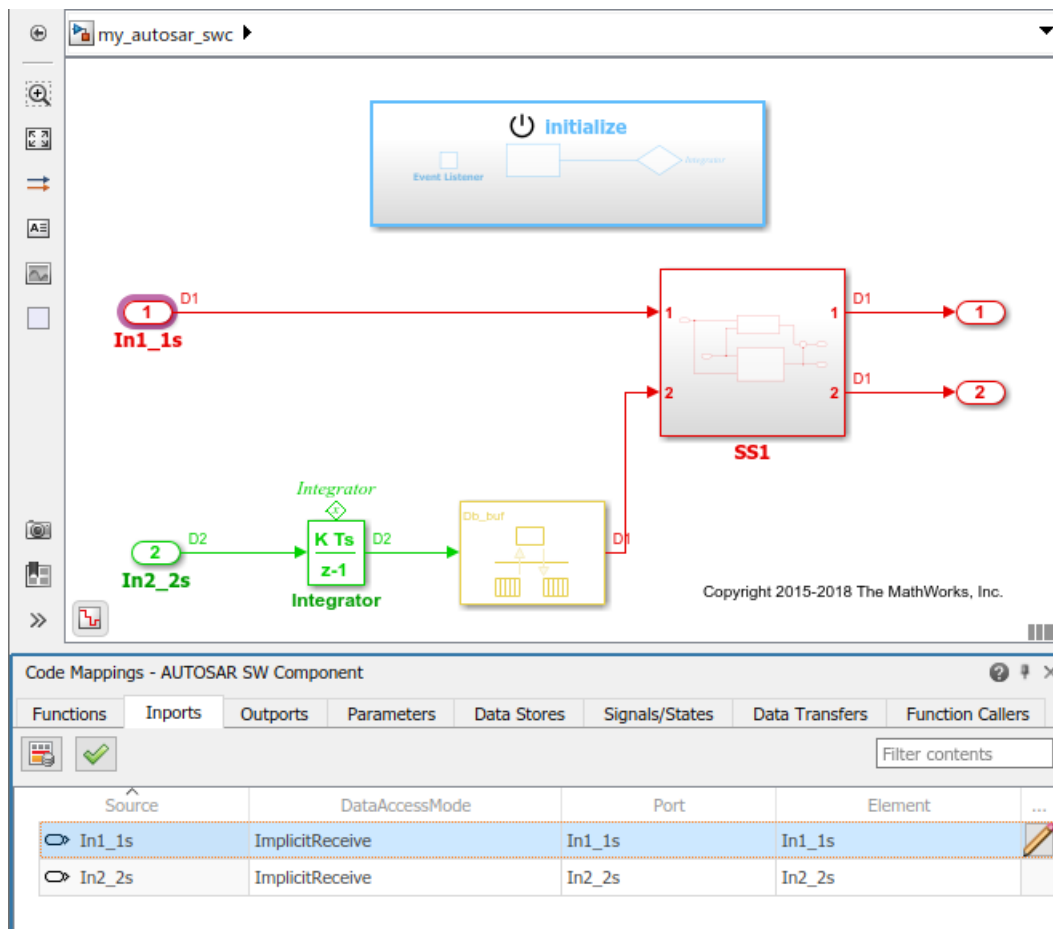 my_autosar_swc
initialize
Event Listener
Integrator
D1
1
In1_1s
1
2
1
2
SS1
D1
1
D1
2
Integrator
x
D2
2
In2_2s
K Ts
z-1
Integrator
D2
Db_buf
D1
Copyright 2015-2018 The MathWorks, Inc.
Code Mappings - AUTOSAR SW Component
Functions Inports Outports Parameters Data Stores Signals/States Data Transfers Function Callers
Filter contents
Source DataAccessMode Port Element ...
In1_1s ImplicitReceive In1_1s In1_1s
In2_2s ImplicitReceive In2_2s In2_2s